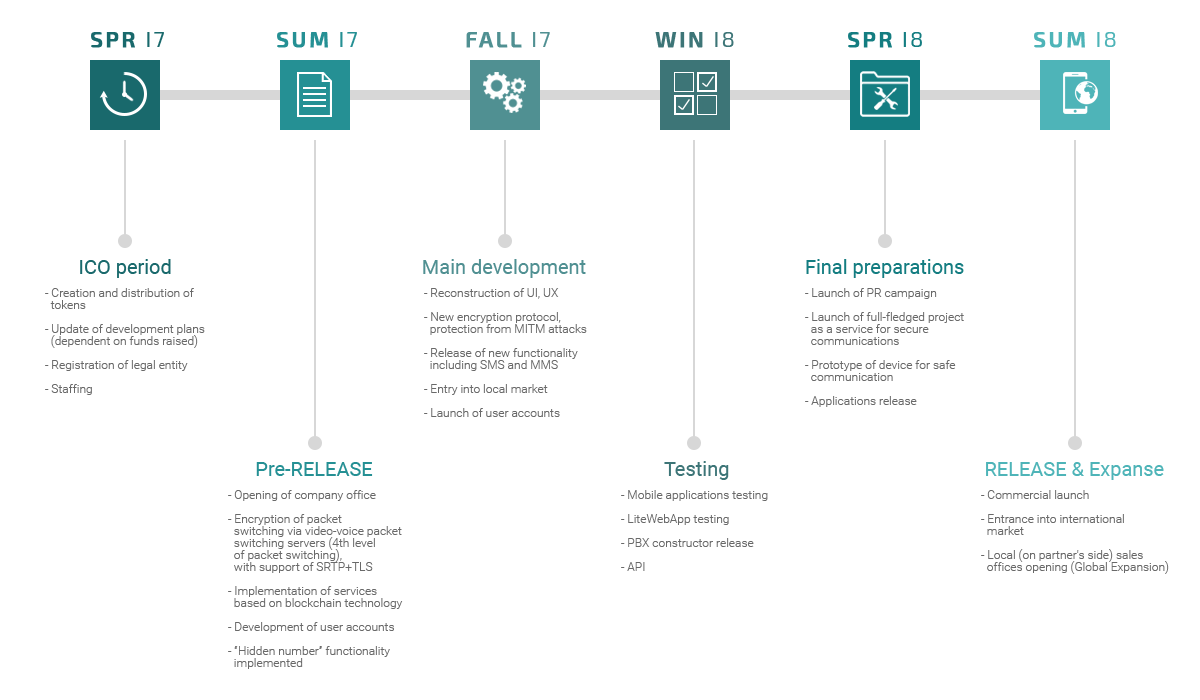 SPR 17
SUM 17
FALL 17
WIN 18
SPR 18
SUM 18
ICO period
- Creation and distribution of
tokens
- Update of development plans
(dependent on funds raised)
- Registration of legal entity
- Staffing
Pre-RELEASE
- Opening of company office
- Encryption of packet
switching via video-voice packet
switching servers (4th level
of packet switching),
with support of SRTP+TLS
- Implementation of services
based on blockchain technology
- Development of user accounts
- "Hidden number" functionality
implemented
Main development
- Reconstruction of UI, UX
- New encryption protocol,
protection from MITM attacks
- Release of new functionality
including SMS and MMS
- Entry into local market
- Launch of user accounts
Testing
- Mobile applications testing
- LiteWebApp testing
- PBX constructor release
- API
Final preparations
- Launch of PR campaign
- Launch of full-fledged project
as a service for secure
communications
- Prototype of device for safe
communication
- Applications release
RELEASE & Expanse
- Commercial launch
- Entrance into international
market
- Local (on partner's side) sales
offices opening (Global Expansion)